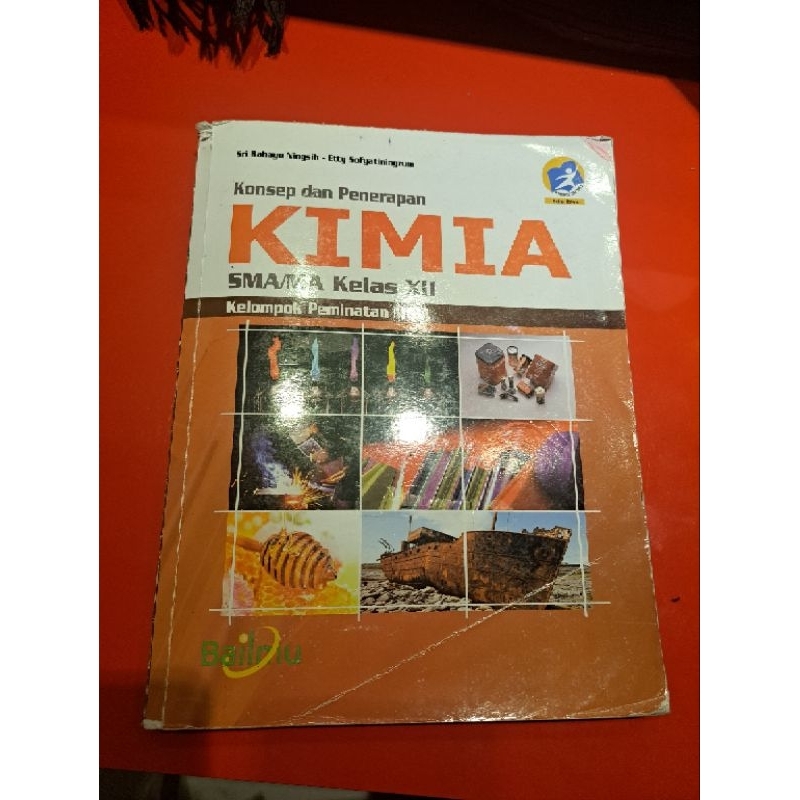 Sri Rahayu Ningsih - Etty Sofyatiningrum
Konsep dan Penerapan
KIMIA
SMA/MA Kelas XII
Kelompok Peminatan
Bailmu